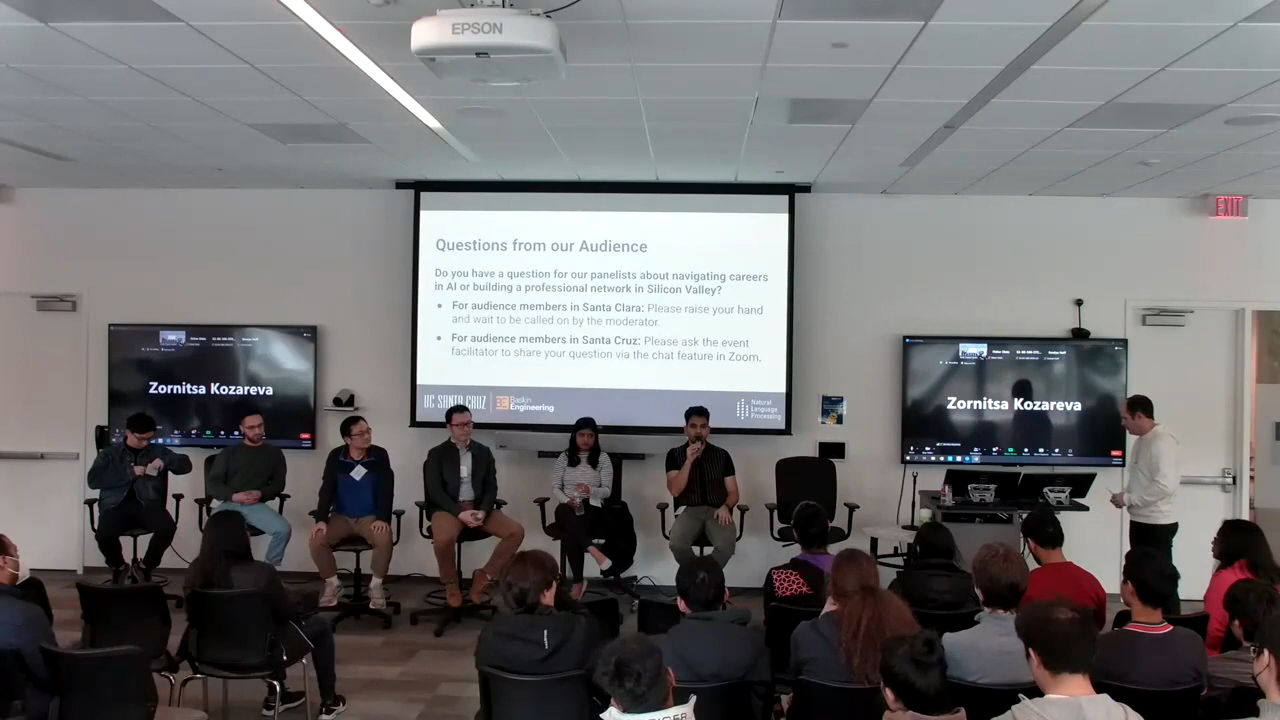 EPSON
EXIT
Questions from our Audience
Do you have a question for our panelists about navigating careers
in AI or building a professional network in Silicon Valley?
• For audience members in Santa Clara: Please raise your hand
and wait to be called on by the moderator.
• For audience members in Santa Cruz: Please ask the event
facilitator to share your question via the chat feature in Zoom.
UC SANTA CRUZ
Baskin
Engineering
Natural
Language
Processing
Zornitsa Kozareva
Zornitsa Kozareva